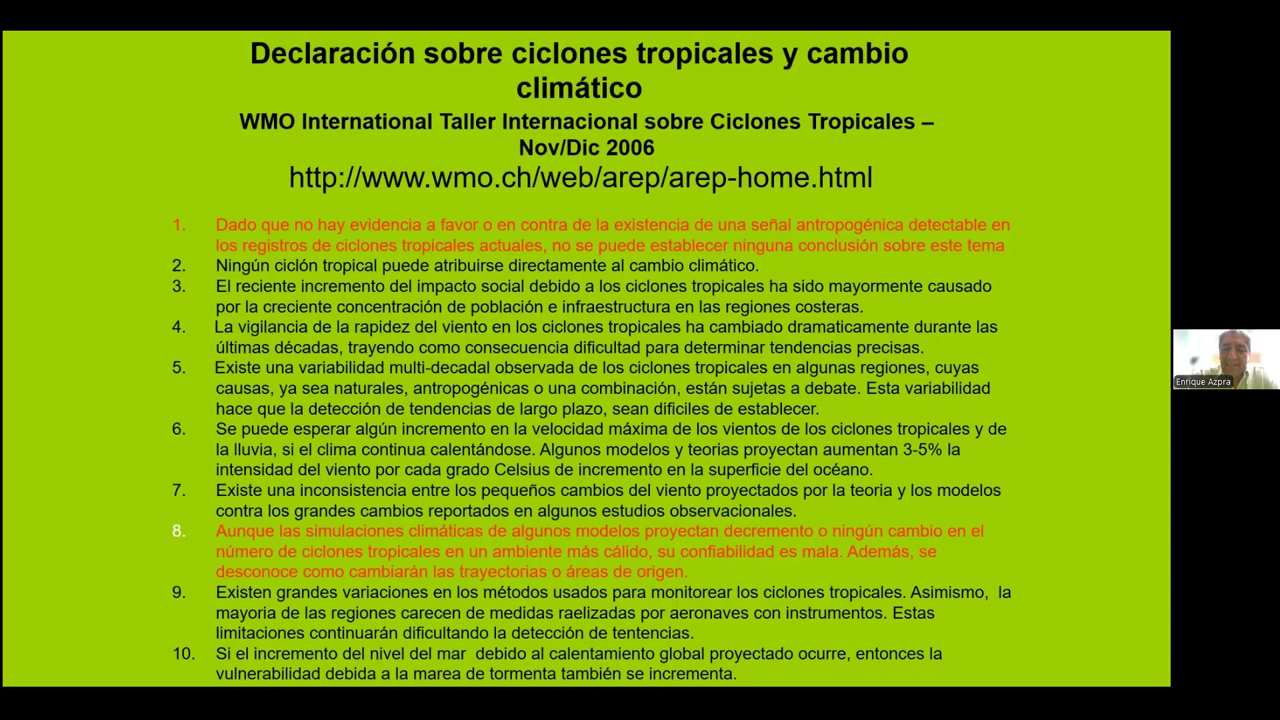 Declaración sobre ciclones tropicales y cambio
climático
WMO International Taller Internacional sobre Ciclones Tropicales –
Nov/Dic 2006
http://www.wmo.ch/web/arep/arep-home.html
1. Dado que no hay evidencia a favor o en contra de la existencia de una señal antropogénica detectable en
los registros de ciclones tropicales actuales, no se puede establecer ninguna conclusión sobre este tema
2. Ningún ciclón tropical puede atribuirse directamente al cambio climático.
3. El reciente incremento del impacto social debido a los ciclones tropicales ha sido mayormente causado
por la creciente concentración de población e infraestructura en las regiones costeras.
4. La vigilancia de la rapidez del viento en los ciclones tropicales ha cambiado dramaticamente durante las
últimas décadas, trayendo como consecuencia dificultad para determinar tendencias precisas.
5. Existe una variabilidad multi-decadal observada de los ciclones tropicales en algunas regiones, cuyas
causas, ya sea naturales, antropogénicas o una combinación, están sujetas a debate. Esta variabilidad
hace que la detección de tendencias de largo plazo, sean dificiles de establecer.
6. Se puede esperar algún incremento en la velocidad máxima de los vientos de los ciclones tropicales y de
la lluvia, si el clima continua calentándose. Algunos modelos y teorias proyectan aumentan 3-5% la
intensidad del viento por cada grado Celsius de incremento en la superficie del océano.
7. Existe una inconsistencia entre los pequeños cambios del viento proyectados por la teoria y los modelos
contra los grandes cambios reportados en algunos estudios observacionales.
8. Aunque las simulaciones climáticas de algunos modelos proyectan decremento o ningún cambio en el
número de ciclones tropicales en un ambiente más cálido, su confiabilidad es mala. Además, se
desconoce como cambiarán las trayectorias o áreas de origen.
9. Existen grandes variaciones en los métodos usados para monitorear los ciclones tropicales. Asimismo, la
mayoria de las regiones carecen de medidas raelizadas por aeronaves con instrumentos. Estas
limitaciones continuarán dificultando la detección de tentencias.
10. Si el incremento del nivel del mar debido al calentamiento global proyectado ocurre, entonces la
vulnerabilidad debida a la marea de tormenta también se incrementa.
Enrique Azpra